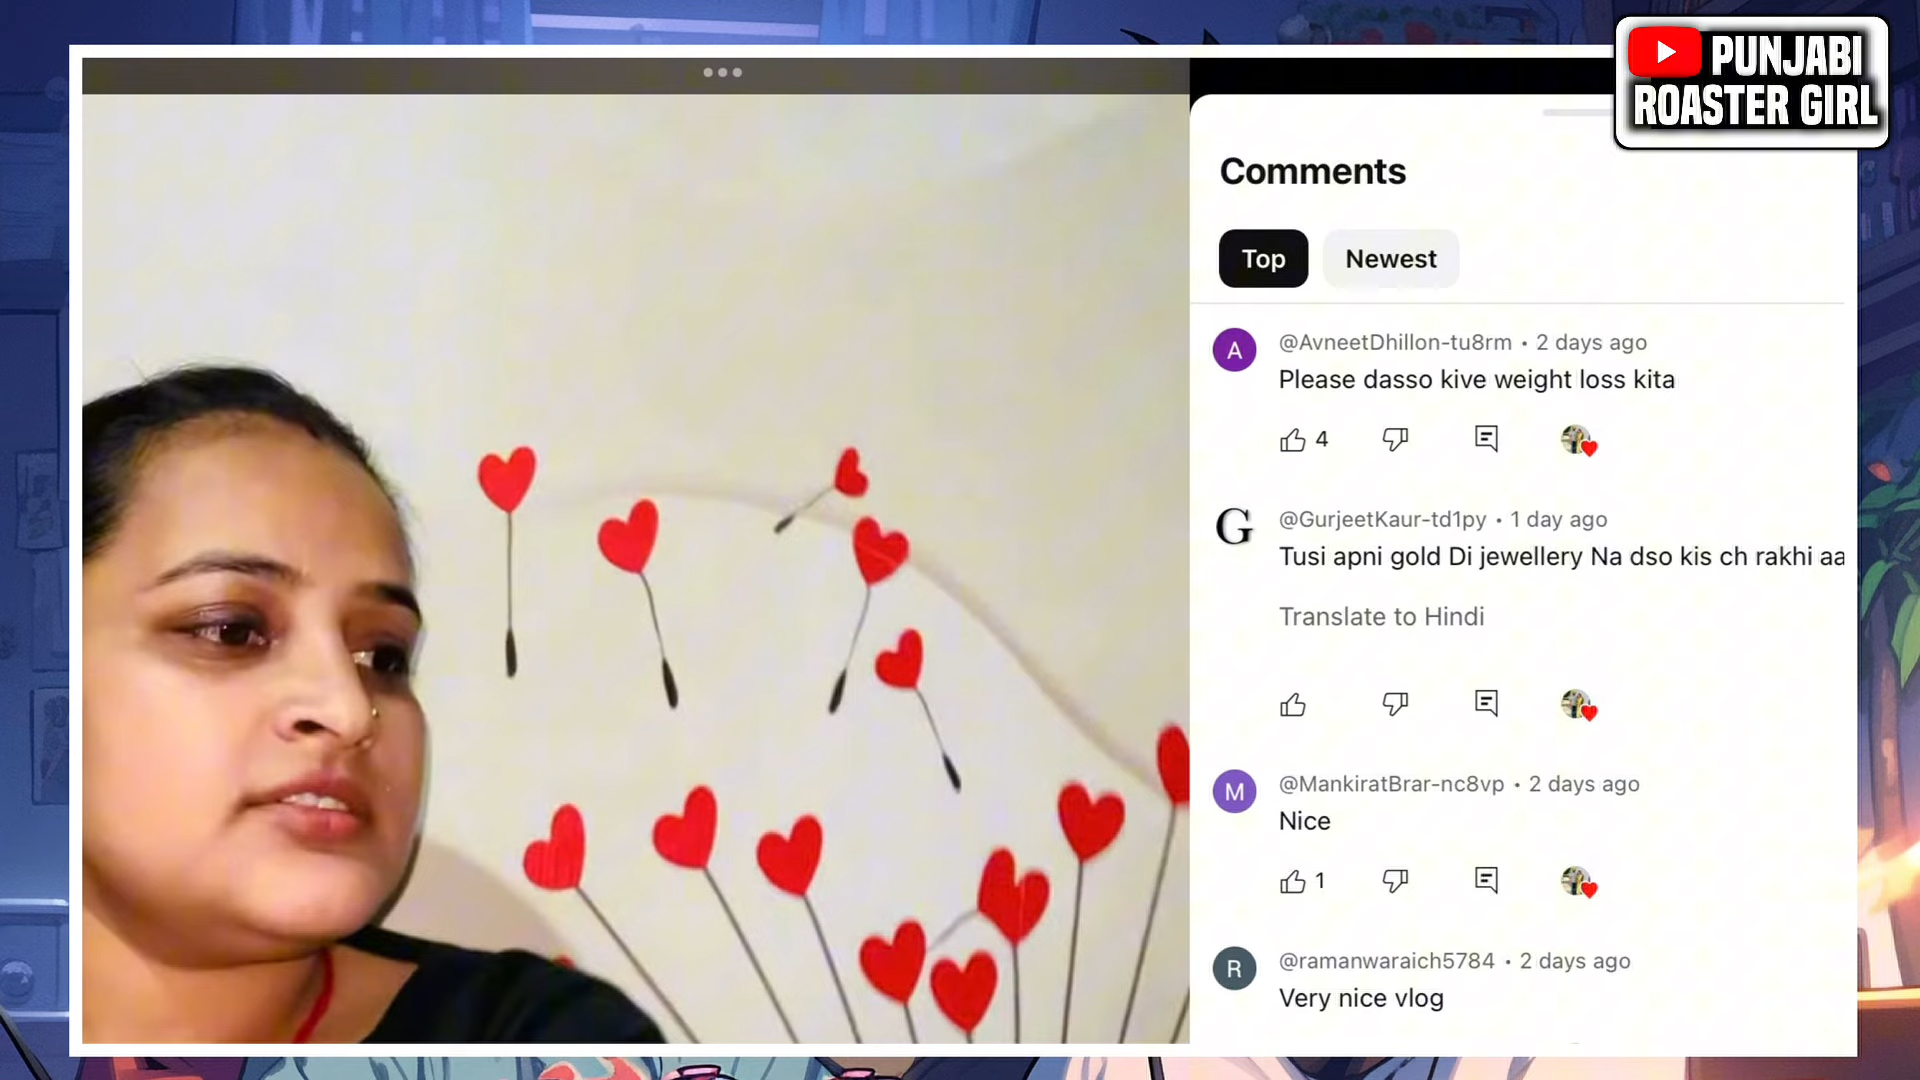 PUNJABI
ROASTER GIRL
Comments
Top
Newest
A
@AvneetDhillon-tu8rm • 2 days ago
Please dasso kive weight loss kita
4
G
@GurjeetKaur-td1py • 1 day ago
Tusi apni gold Di jewellery Na dso kis ch rakhi aa
Translate to Hindi
M
@MankiratBrar-nc8vp • 2 days ago
Nice
1
R
@ramanwaraich5784 • 2 days ago
Very nice vlog